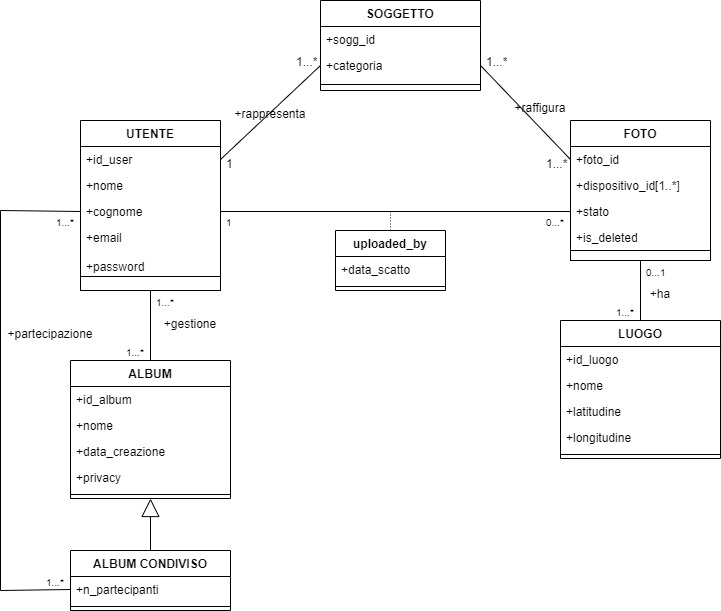 SOGGETTO
+sogg_id
+categoria
1...*
1...*
+rappresenta
+raffigura
1
1...*
UTENTE
+id_user
+nome
+cognome
+email
+password
FOTO
+foto_id
+dispositivo_id[1..*]
+stato
+is_deleted
1...*
1
0...*
uploaded_by
+data_scatto
0...1
+ha
1...*
1...*
+gestione
1...*
+partecipazione
LUOGO
+id_luogo
+nome
+latitudine
+longitudine
ALBUM
+id_album
+nome
+data_creazione
+privacy
ALBUM CONDIVISO
+n_partecipanti
1...*